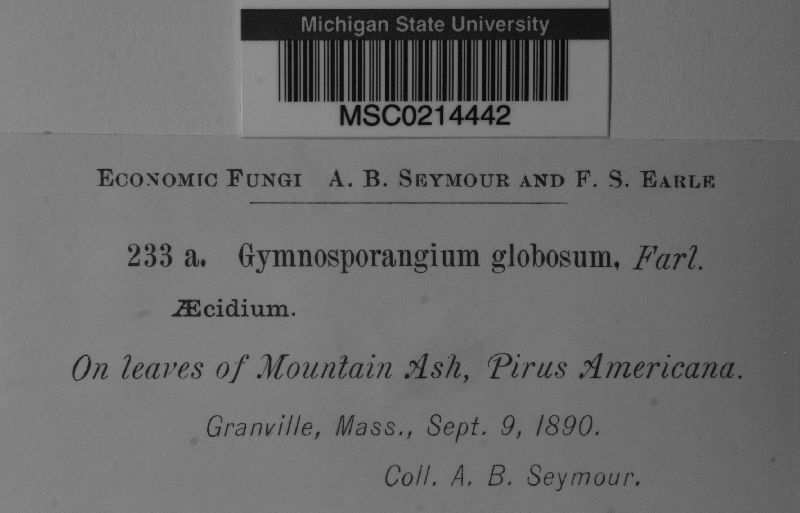 Michigan State University
MSC0214442
Economic Fungi A. B. Seymour and F. S. Earle
233 a. Gymnosporangium globosum, Farl.
Æcidium.
On leaves of Mountain Ash, Pirus Americana.
Granville, Mass., Sept. 9, 1890.
Coll. A. B. Seymour.